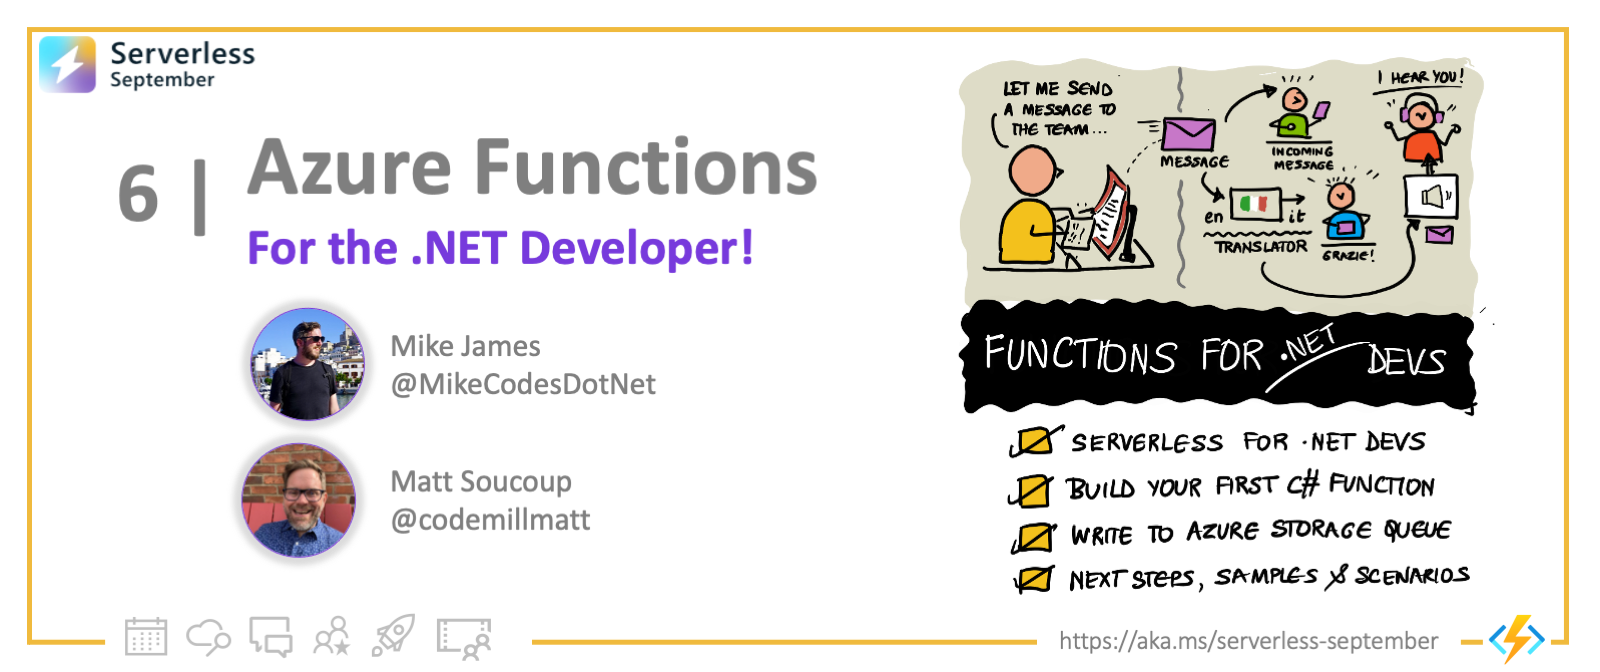 Serverless
September
6 |
Azure Functions
For the .NET Developer!
Mike James
@MikeCodesDotNet
Matt Soucoup
@codemillmatt
LET ME SEND
A MESSAGE TO
THE TEAM...
MESSAGE
INCOMING
MESSAGE
I HEAR YOU!
en
it
TRANSLATOR
GRAZIE!
FUNCTIONS FOR .NET DEVS
SERVERLESS FOR .NET DEVS
BUILD YOUR FIRST C# FUNCTION
WRITE TO AZURE STORAGE QUEUE
NEXT STEPS, SAMPLES & SCENARIOS
https://aka.ms/serverless-september